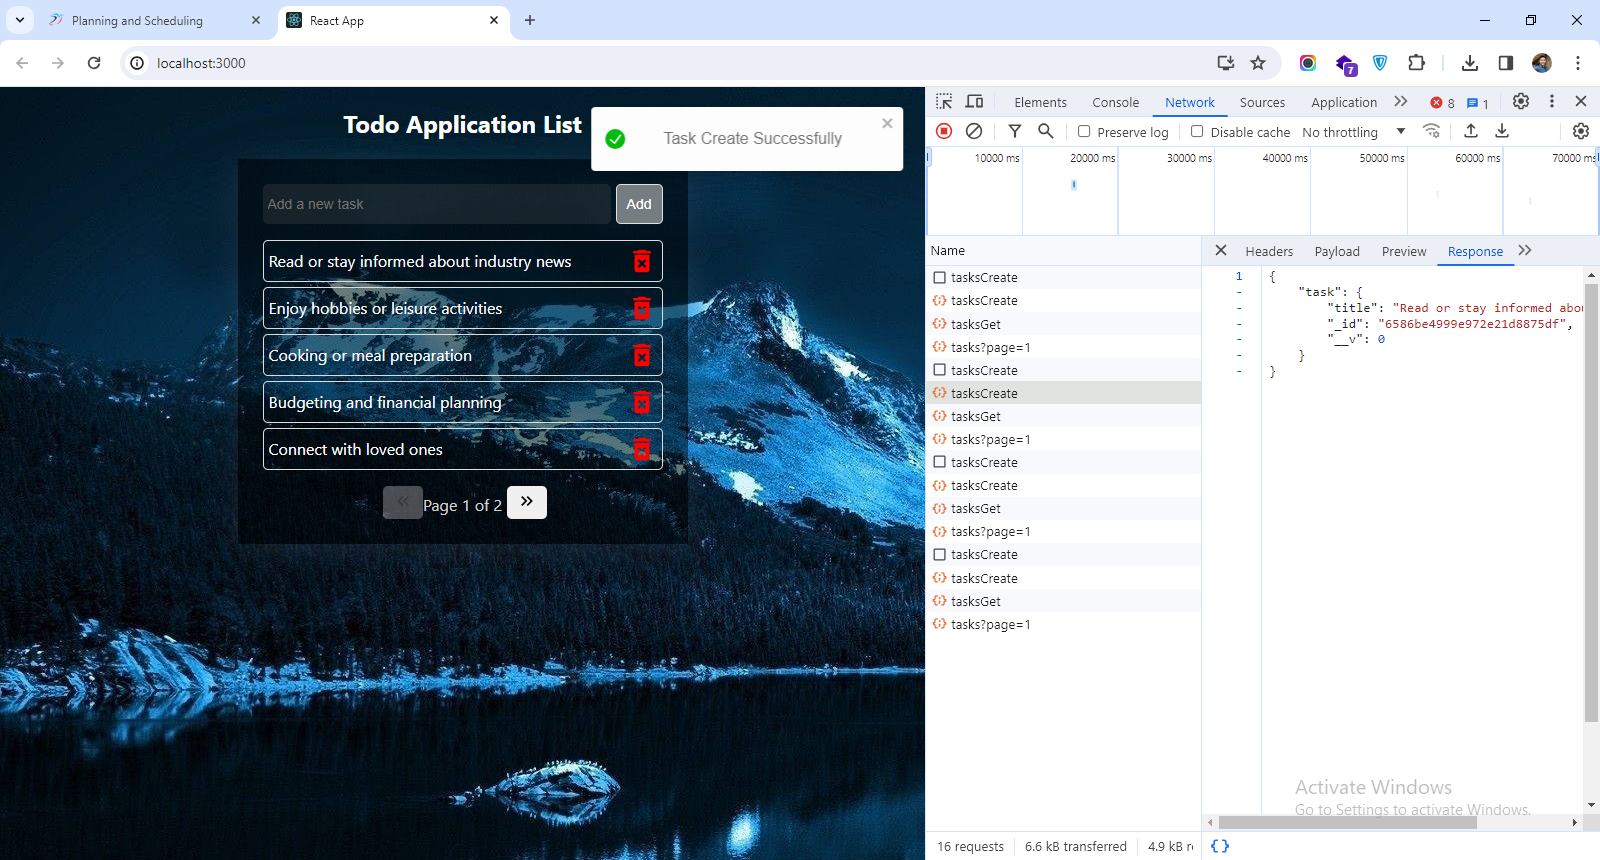 Planning and Scheduling
React App
localhost:3000
7
Todo Application List
Task Create Successfully
Add a new task
Add
Read or stay informed about industry news
Enjoy hobbies or leisure activities
Cooking or meal preparation
Budgeting and financial planning
Connect with loved ones
« Page 1 of 2 »
Elements Console Network Sources Application » 8 1
Preserve log Disable cache No throttling
10000 ms 20000 ms 30000 ms 40000 ms 50000 ms 60000 ms 70000 ms
Name
tasksCreate
tasksCreate
tasksGet
tasks?page=1
tasksCreate
tasksCreate
tasksGet
tasks?page=1
tasksCreate
tasksCreate
tasksGet
tasks?page=1
tasksCreate
tasksCreate
tasksGet
tasks?page=1
16 requests 6.6 kB transferred 4.9 kB
Headers Payload Preview Response »
1 {
- "task": {
- "title": "Read or stay informed
- "_id": "6586be4999e972e21d8875df",
- "__v": 0
- }
- }
{}
Activate Windows
Go to Settings to activate Windows.